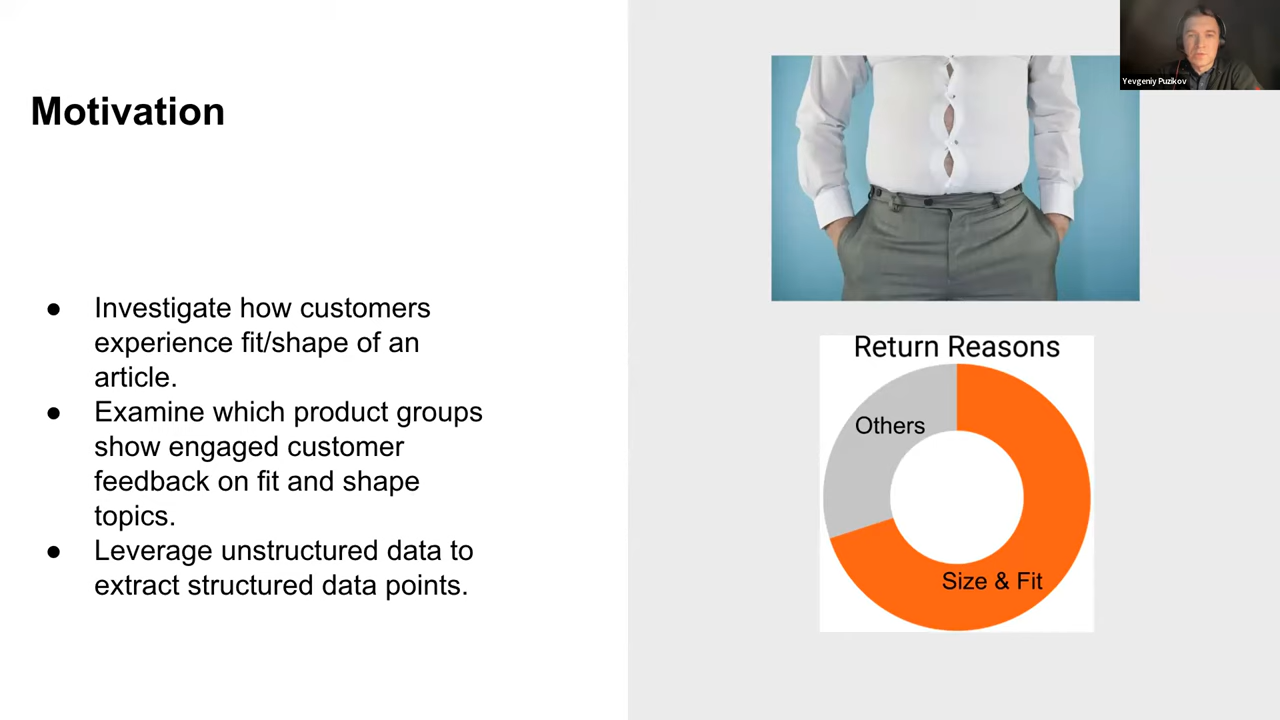 Motivation
● Investigate how customers
experience fit/shape of an
article.
● Examine which product groups
show engaged customer
feedback on fit and shape
topics.
● Leverage unstructured data to
extract structured data points.
Yevgeniy Puzikov
Return Reasons
Others
Size & Fit